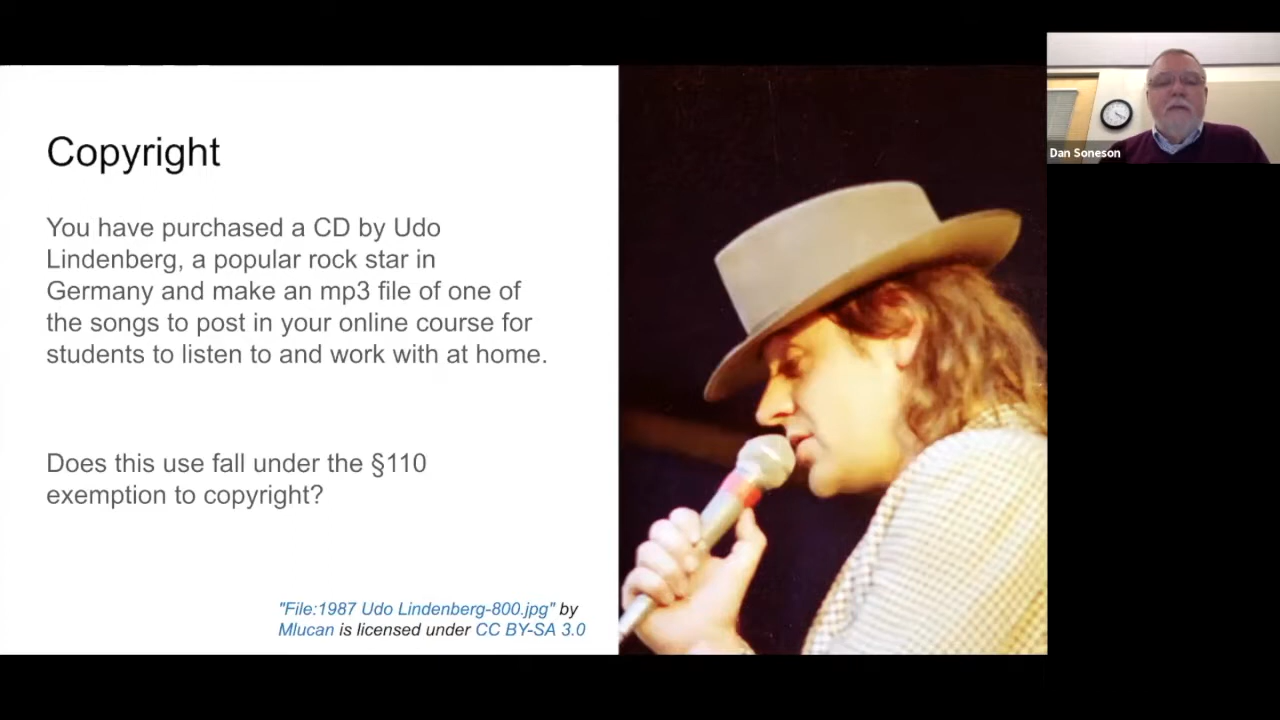 Copyright
You have purchased a CD by Udo
Lindenberg, a popular rock star in
Germany and make an mp3 file of one of
the songs to post in your online course for
students to listen to and work with at home.
Does this use fall under the §110
exemption to copyright?
"File:1987 Udo Lindenberg-800.jpg" by
Mlucan is licensed under CC BY-SA 3.0
Dan Soneson